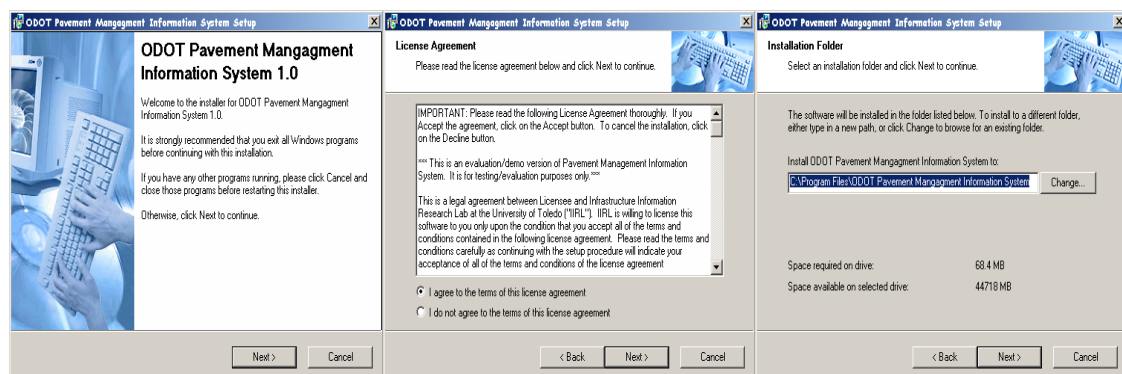 ODOT Pavement Mangagment Information System Setup
ODOT Pavement Mangagment
Information System 1.0
Welcome to the installer for ODOT Pavement Mangagment
Information System 1.0.
It is strongly recommended that you exit all Windows programs
before continuing with this installation.
If you have any other programs running, please click Cancel and
close those programs before restarting this installer.
Otherwise, click Next to continue.
Next >
Cancel
ODOT Pavement Mangagment Information System Setup
License Agreement
Please read the license agreement below and click Next to continue.
IMPORTANT: Please read the following License Agreement thoroughly. If you
Accept the agreement, click on the Accept button. To cancel the installation, click
on the Decline button.
*** This is an evaluation/demo version of Pavement Management Information
System. It is for testing/evaluation purposes only.***
This is a legal agreement between Licensee and Infrastructure Information
Research Lab at the University of Toledo ("IIRL"). IIRL is willing to license this
software to you only upon the condition that you accept all of the terms and
conditions contained in the following license agreement. Please read the terms and
conditions carefully as continuing with the setup procedure will indicate your
acceptance of all of the terms and conditions of the license agreement
I agree to the terms of this license agreement
I do not agree to the terms of this license agreement
< Back
Next >
Cancel
ODOT Pavement Mangagment Information System Setup
Installation Folder
Select an installation folder and click Next to continue.
The software will be installed in the folder listed below. To install to a different folder,
either type in a new path, or click Change to browse for an existing folder.
Install ODOT Pavement Mangagment Information System to:
C:\Program Files\ODOT Pavement Mangagment Information System
Change...
Space required on drive: 68.4 MB
Space available on selected drive: 44718 MB
< Back
Next >
Cancel